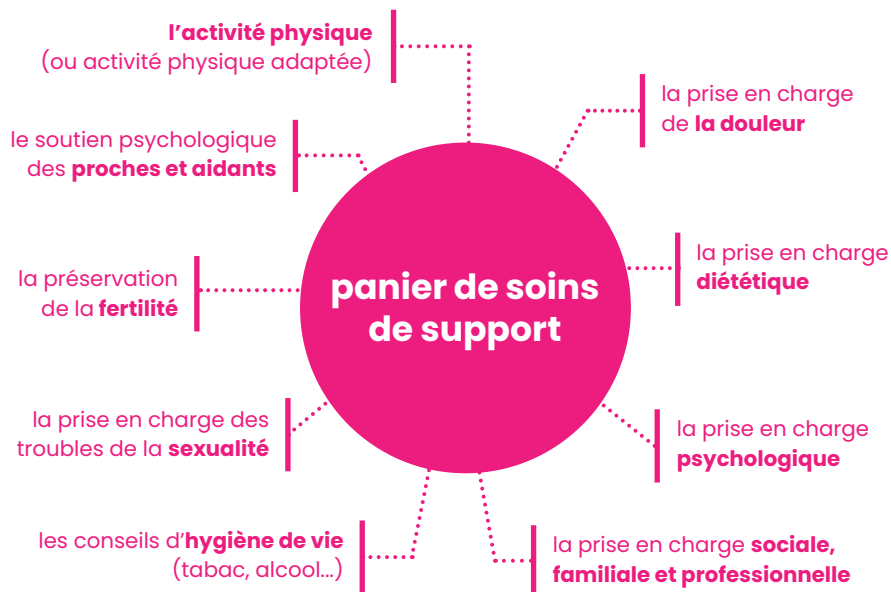 l'activité physique
(ou activité physique adaptée)
la prise en charge
de la douleur
le soutien psychologique
des proches et aidants
la prise en charge
diététique
la préservation
de la fertilité
panier de soins
de support
la prise en charge des
troubles de la sexualité
la prise en charge
psychologique
les conseils d'hygiène de vie
(tabac, alcool...)
la prise en charge sociale,
familiale et professionnelle